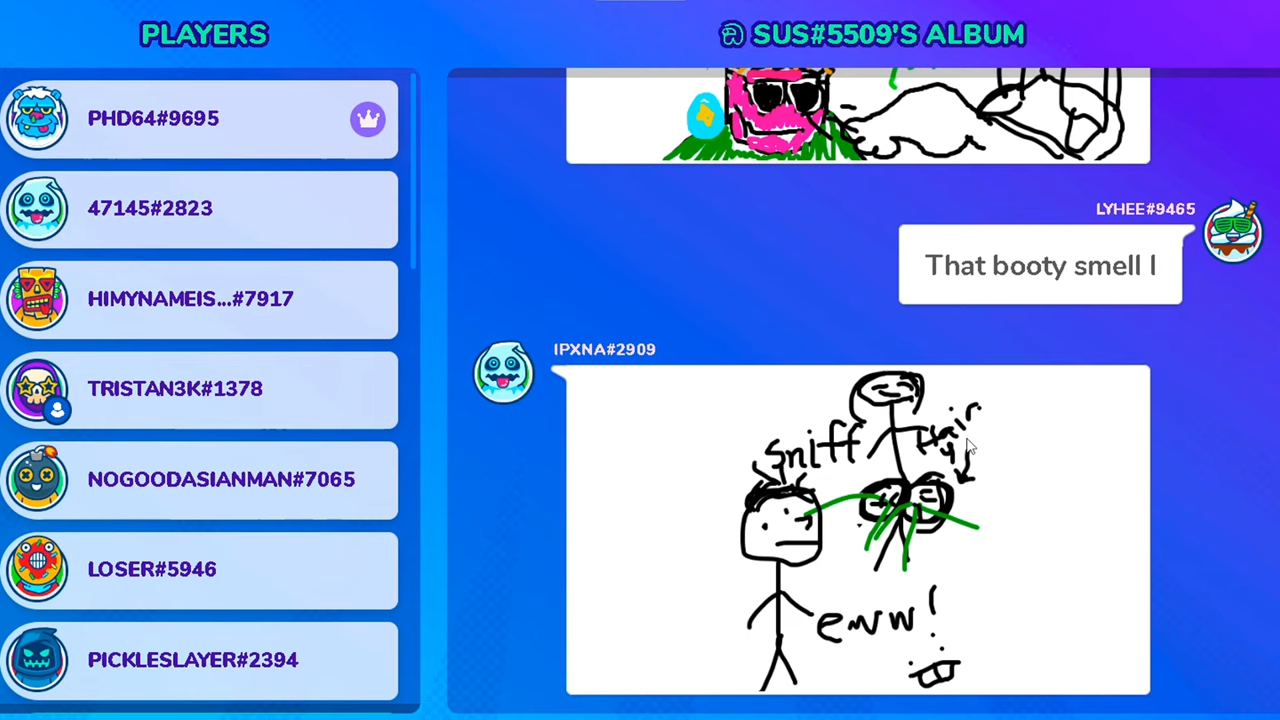 PLAYERS
ඩ SUS#5509'S ALBUM
PHD64#9695
47145#2823
HIMYNAMEIS...#7917
TRISTAN3K#1378
NOGOODASIANMAN#7065
LOSER#5946
PICKLESLAYER#2394
LYHEE#9465
That booty smell I
IPXNA#2909
Sniff
Hairy
eww!